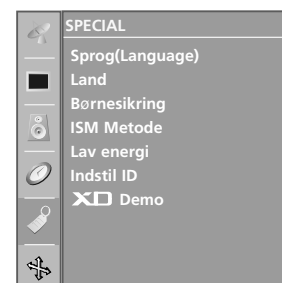 SPECIAL
Sprog(Language)
Land
Børnesikring
ISM Metode
Lav energi
Indstil ID
XD Demo